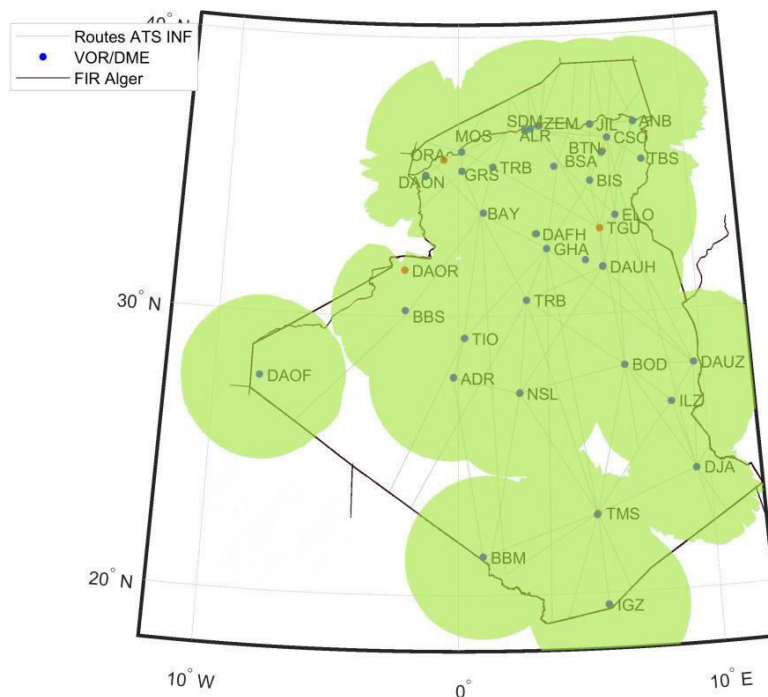 Routes ATS INF
VOR/DME
FIR Alger
40° N
30° N
20° N
10° W
0°
10° E
SDM
ZEM
ALR
JIL
ANB
CSO
MOS
BTN
ORA
BSA
TBS
TRB
GRS
DAON
BIS
BAY
ELO
TGU
DAFH
GHA
DAUH
DAOR
TRB
BBS
TIO
BOD
DAUZ
DAOF
ADR
NSL
ILZ
DJA
TMS
BBM
IGZ